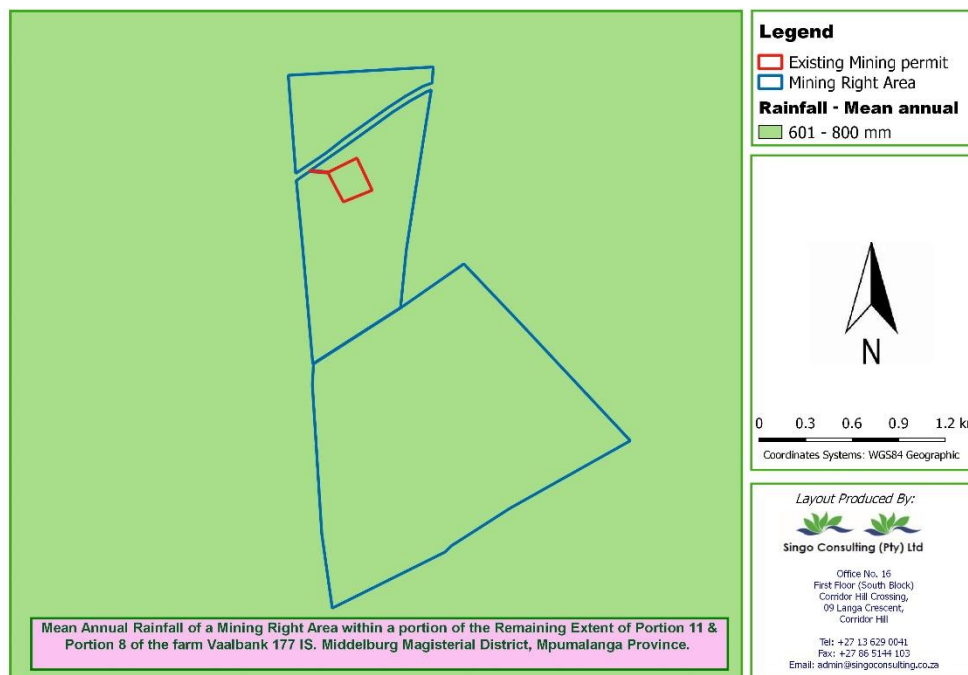 Legend
Existing Mining permit
Mining Right Area
Rainfall - Mean annual
601 - 800 mm
N
0 0.3 0.6 0.9 1.2 km
Coordinates Systems: WGS84 Geographic
Layout Produced By:
Singo Consulting (Pty) Ltd
Office No. 16
First Floor (South Block)
Corridor Hill Crossing,
09 Langa Crescent,
Corridor Hill
Tel: +27 13 629 0041
Fax: +27 86 5144 103
Email: admin@singoconsulting.co.za
Mean Annual Rainfall of a Mining Right Area within a portion of the Remaining Extent of Portion 11 &
Portion 8 of the farm Vaalbank 177 IS. Middelburg Magisterial District, Mpumalanga Province.